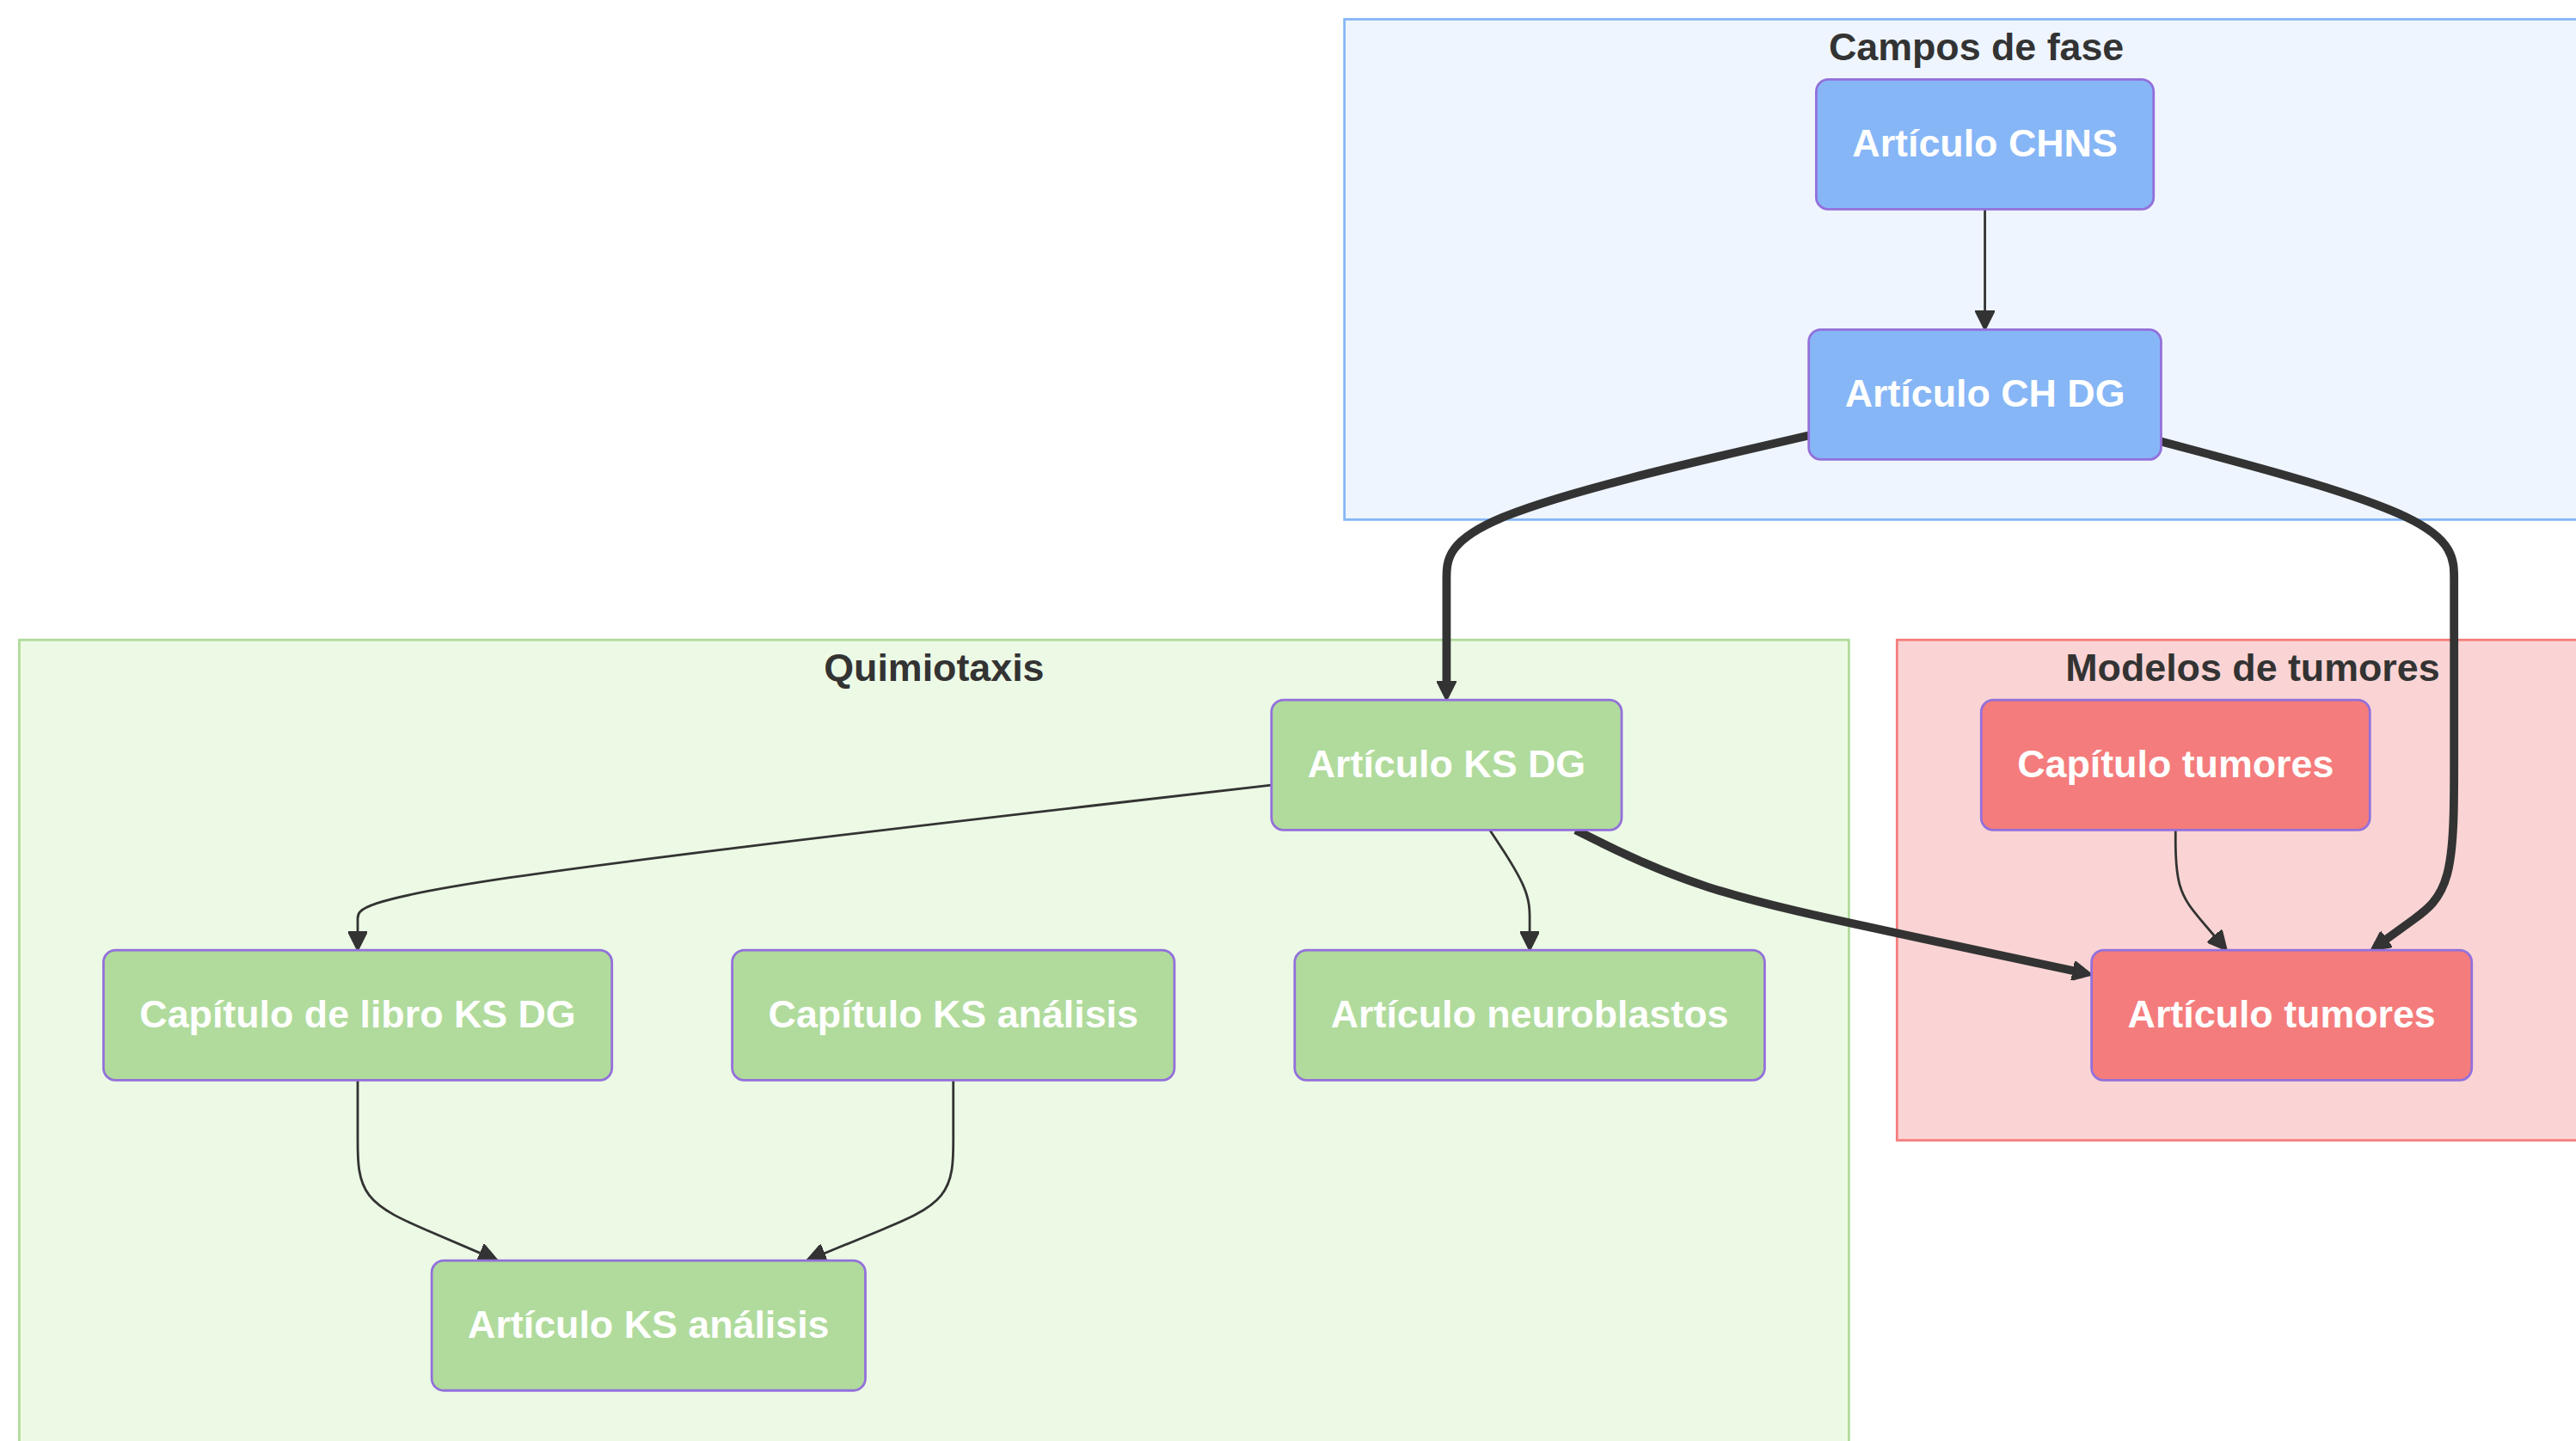 Campos de fase
Artículo CHNS
Artículo CH DG
Quimiotaxis
Modelos de tumores
Artículo KS DG
Capítulo tumores
Capítulo de libro KS DG
Capítulo KS análisis
Artículo neuroblastos
Artículo tumores
Artículo KS análisis